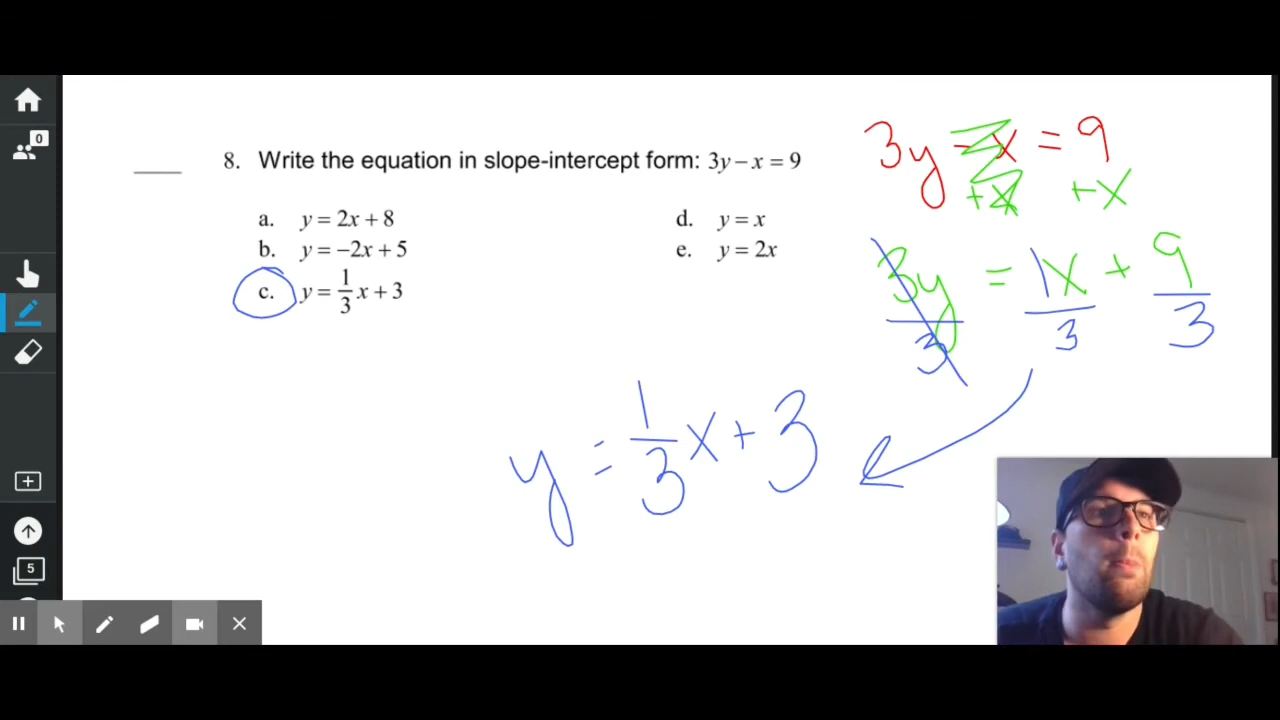 0
8. Write the equation in slope-intercept form: 3y – x = 9
a. y = 2x + 8
d. y = x
b. y = –2x + 5
e. y = 2x
c. y = 1/3 x + 3
3y – x = 9
+x +x
3y/3 = 1x/3 + 9/3
y = 1/3 x + 3
5